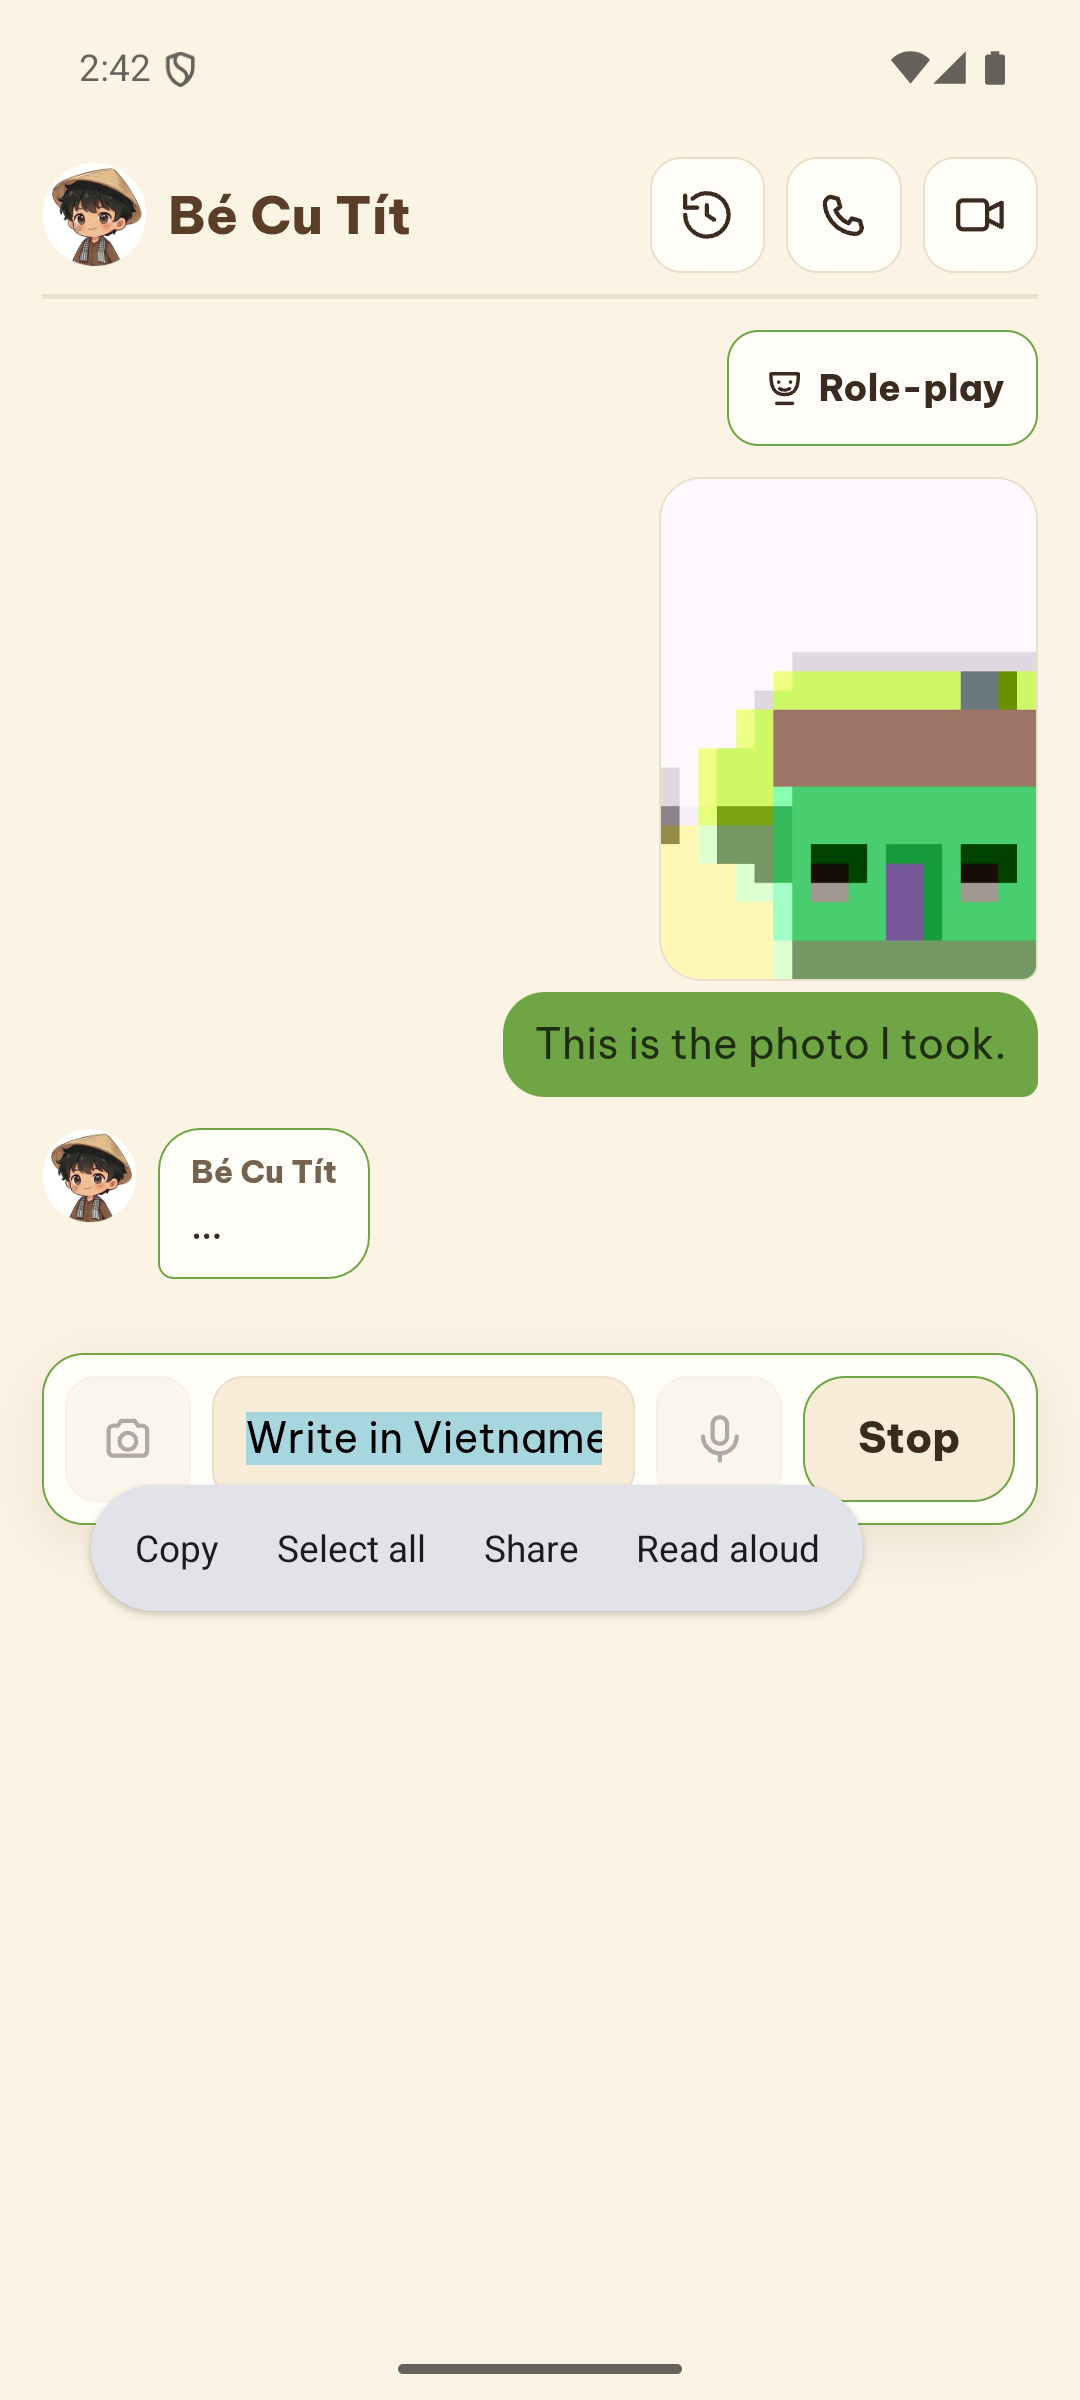 2:42
Bé Cu Tít
Role-play
This is the photo I took.
Bé Cu Tít
...
Write in Vietname
Stop
Copy Select all Share Read aloud